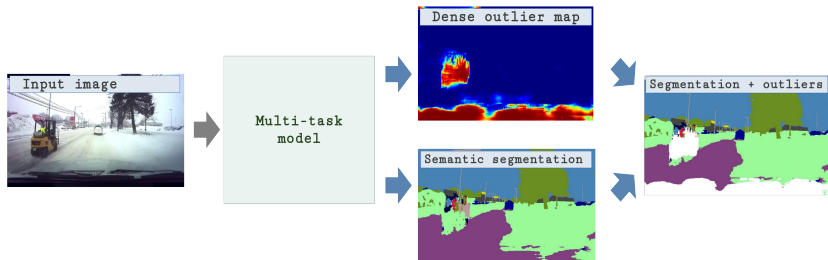 Input image
Multi-task
model
Dense outlier map
Semantic segmentation
Segmentation + outliers